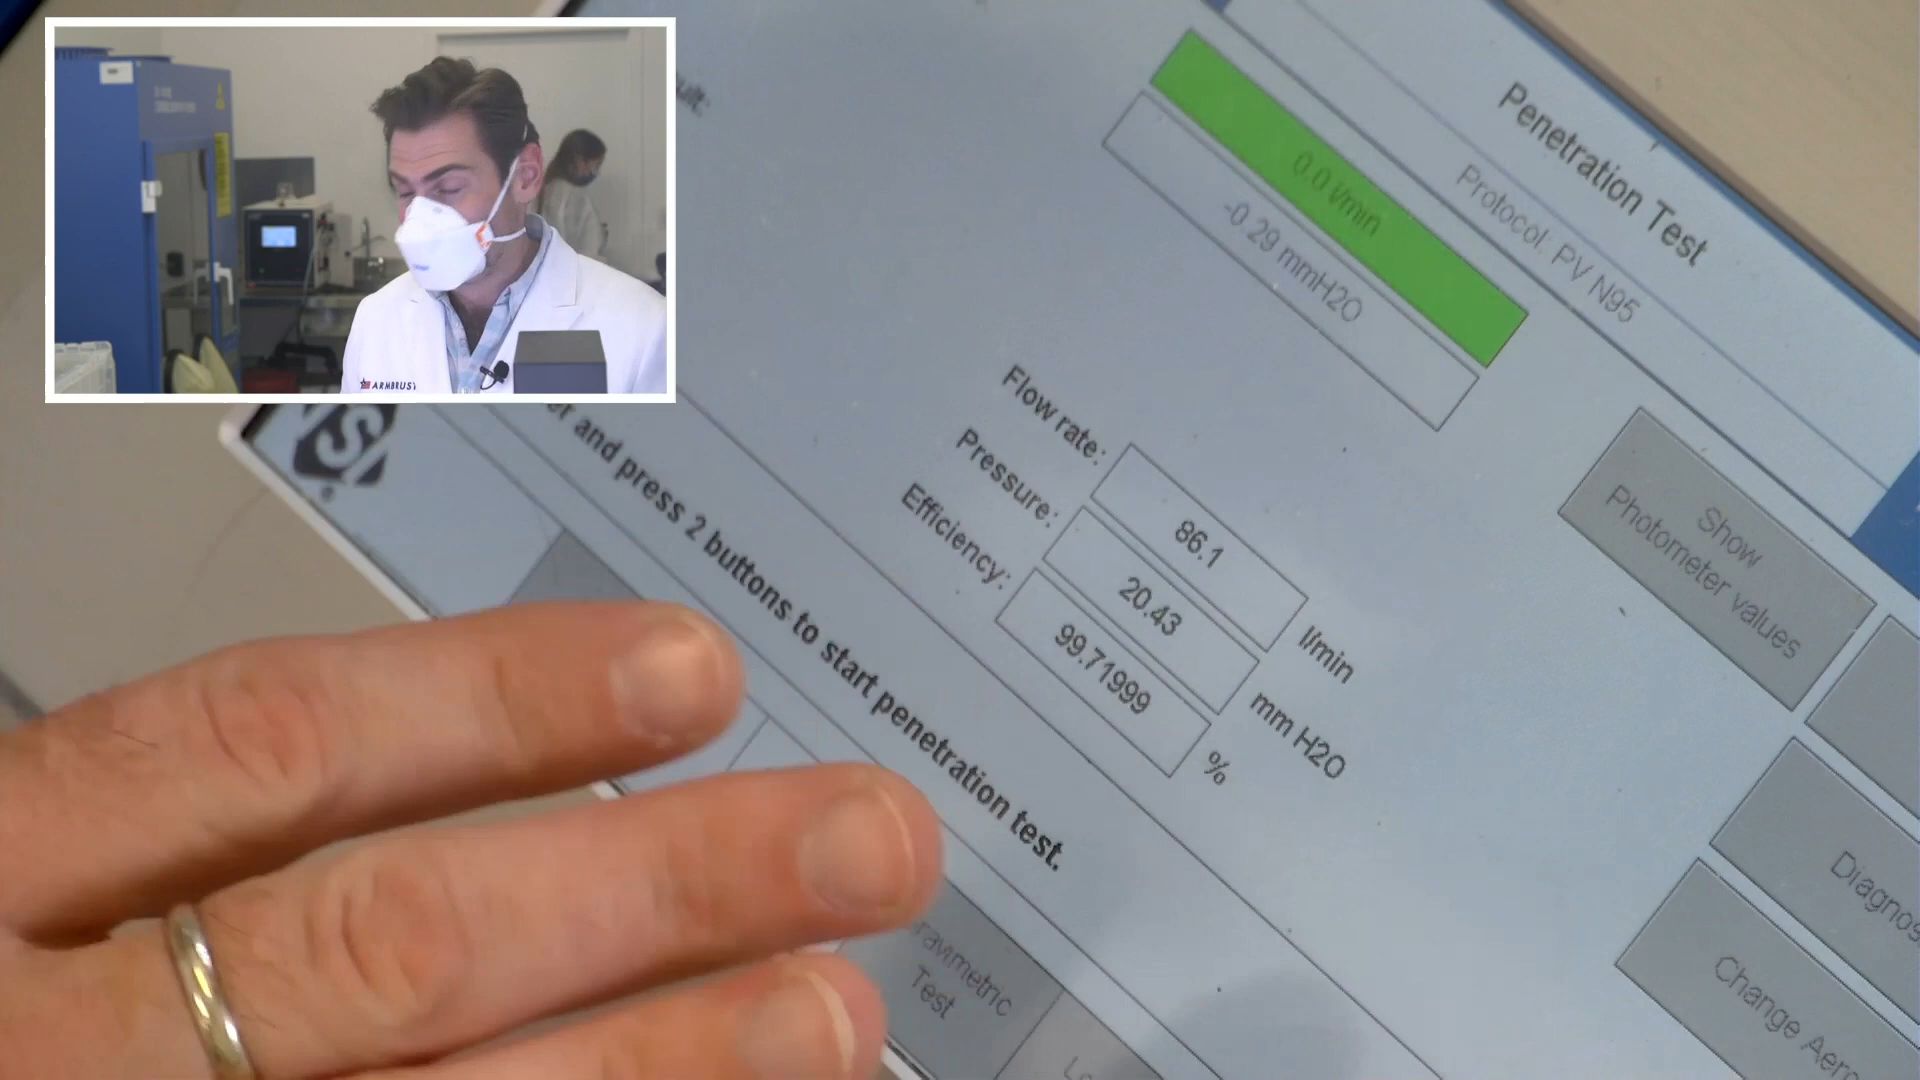 Penetration Test
Protocol: PV N95
0.0 l/min
-0.29 mmH2O
Flow rate: 86.1 l/min
Pressure: 20.43 mm H2O
Efficiency: 99.71999 %
and press 2 buttons to start penetration test.
Show
Photometer values
Change
Test
ARMBRUST